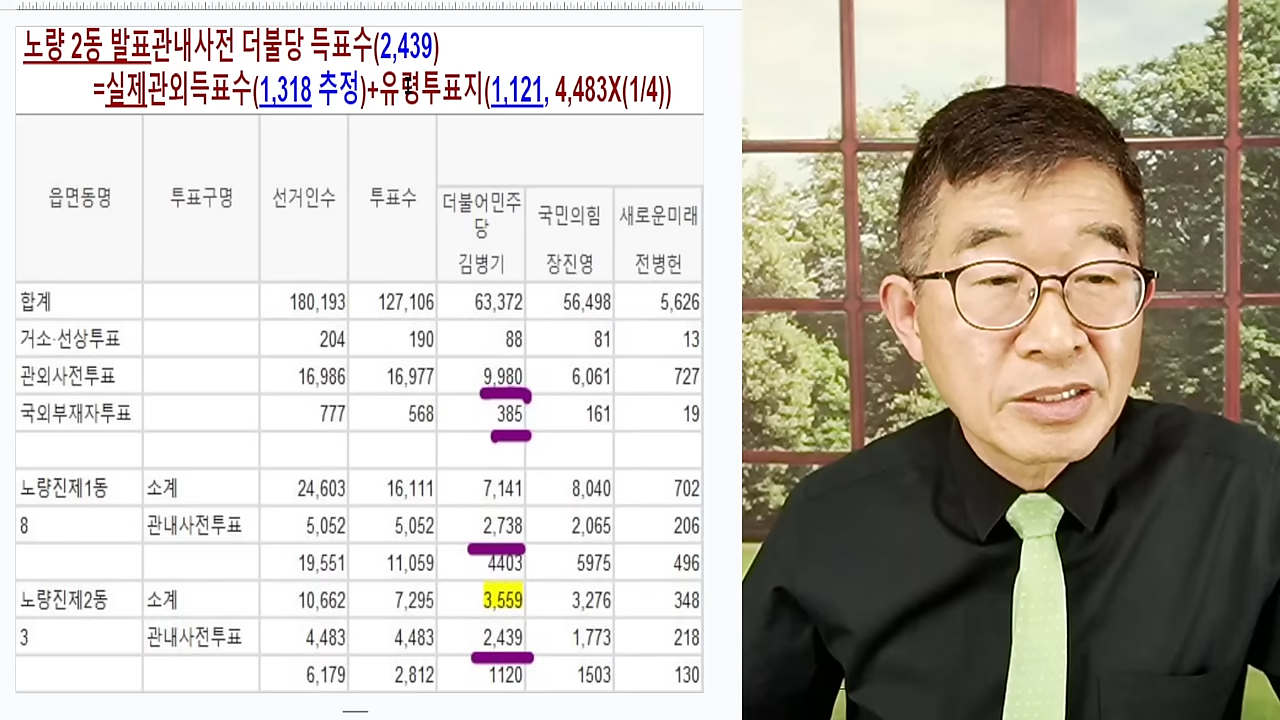 노량 2동 발표관내사전 더불당 득표수(2,439)
=실제관외득표수(1,318 추정)+유령투표지(1,121, 4,483X(1/4))
읍면동명 투표구명 선거인수 투표수 더불어민주당 김병기 국민의힘 장진영 새로운미래 전병헌
합계 180,193 127,106 63,372 56,498 5,626
거소·선상투표 204 190 88 81 13
관외사전투표 16,986 16,977 9,980 6,061 727
국외부재자투표 777 568 385 161 19
노량진제1동 소계 24,603 16,111 7,141 8,040 702
8 관내사전투표 5,052 5,052 2,738 2,065 206
19,551 11,059 4403 5975 496
노량진제2동 소계 10,662 7,295 3,559 3,276 348
3 관내사전투표 4,483 4,483 2,439 1,773 218
6,179 2,812 1120 1503 130